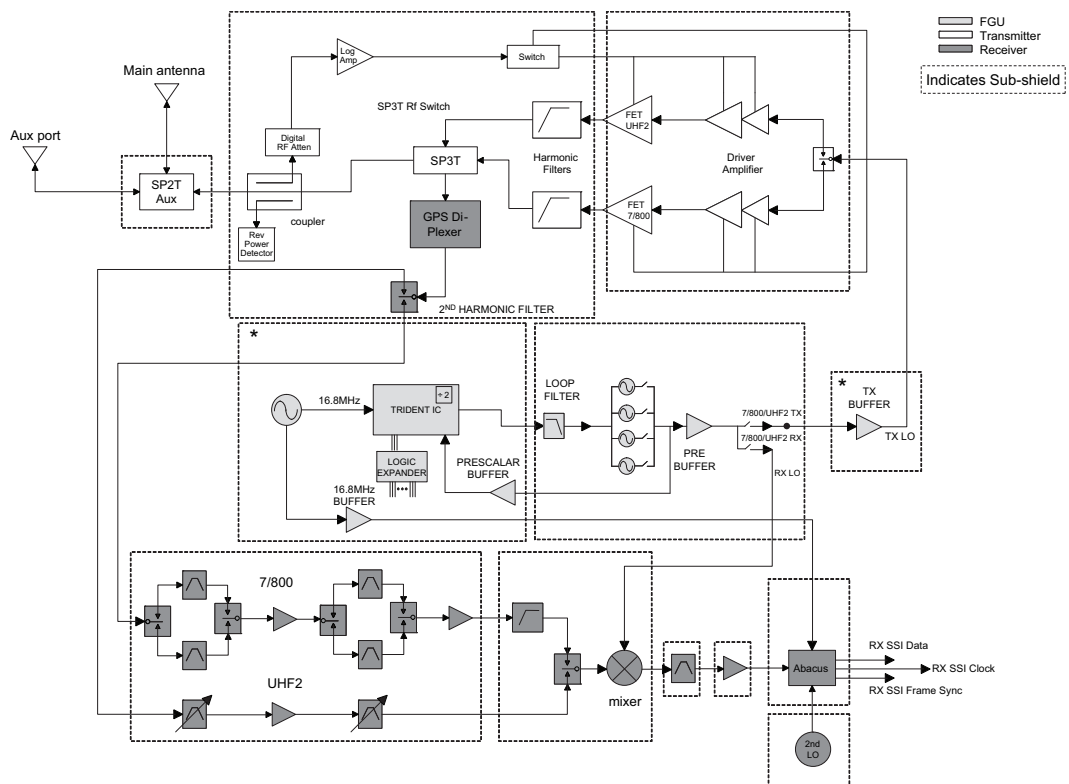 FGU
Transmitter
Receiver
Indicates Sub-shield
Main antenna
Aux port
SP2T
Aux
Log
Amp
Switch
SP3T Rf Switch
Digital
RF Atten
SP3T
coupler
Rev
Power
Detector
GPS Di-
Plexer
Harmonic
Filters
2ND HARMONIC FILTER
FET
UHF2
FET
7/800
Driver
Amplifier
*
16.8MHz
÷ 2
TRIDENT IC
LOGIC
EXPANDER
***
PRESCALAR
BUFFER
16.8MHz
BUFFER
LOOP
FILTER
PRE
BUFFER
7/800/UHF2 TX
7/800/UHF2 RX
RX LO
*
TX
BUFFER
TX LO
7/800
UHF2
mixer
Abacus
RX SSI Data
RX SSI Clock
RX SSI Frame Sync
2nd
LO